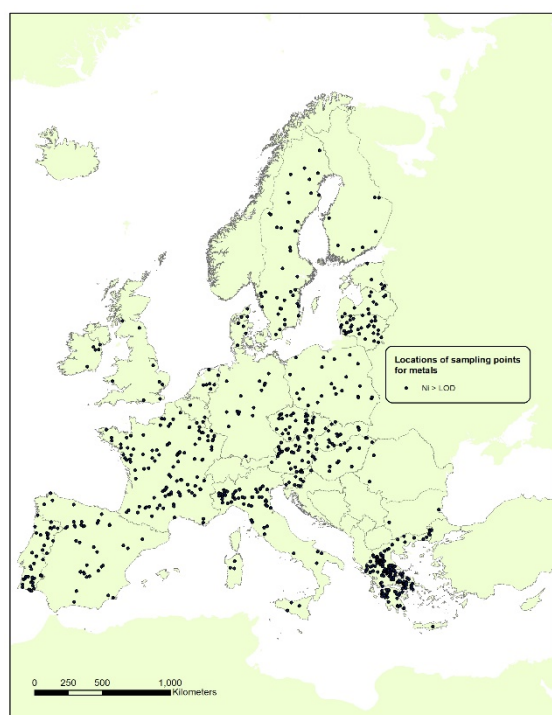 Locations of sampling points
for metals
NI > LOD
0 250 500 1,000
Kilometers